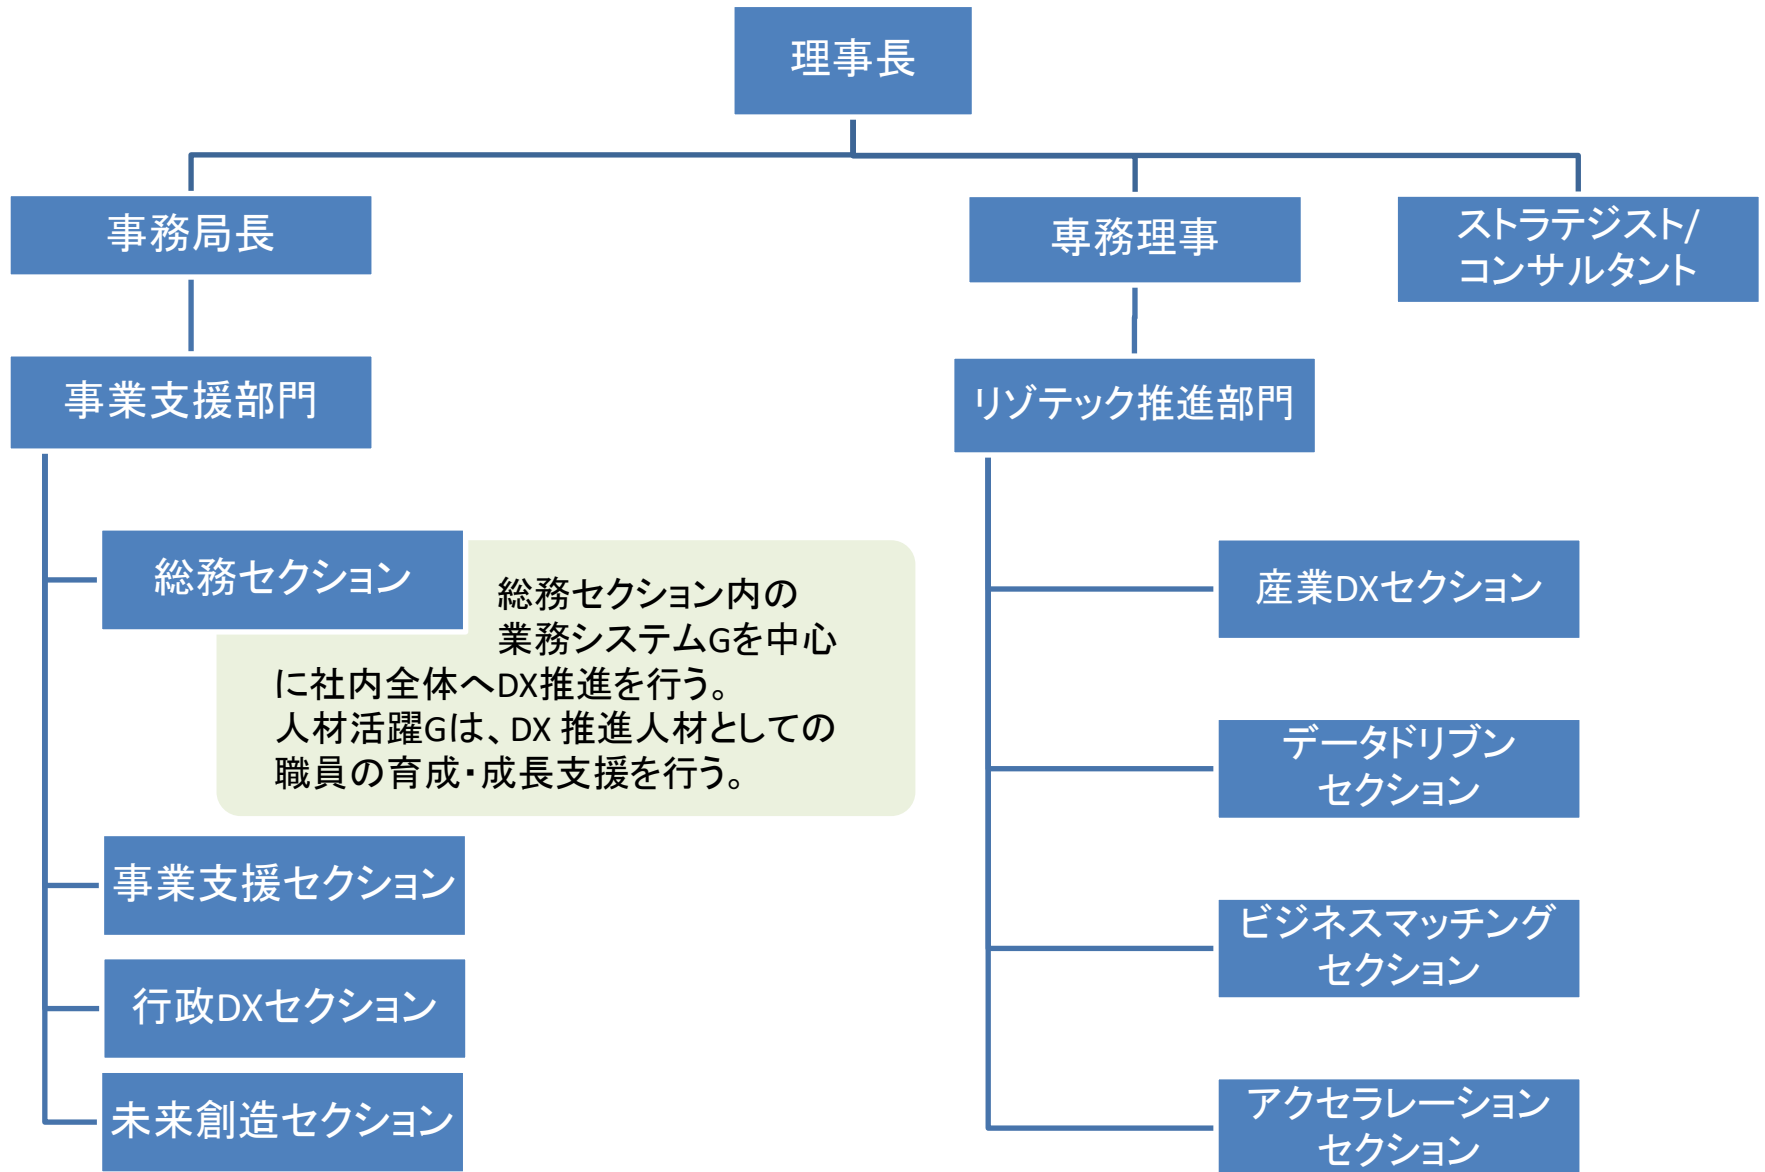 理事長
事務局長
専務理事
ストラテジスト/
コンサルタント
事業支援部門
リゾテック推進部門
総務セクション
総務セクション内の
業務システムGを中心
に社内全体へDX推進を行う。
人材活躍Gは、DX 推進人材としての
職員の育成・成長支援を行う。
事業支援セクション
行政DXセクション
未来創造セクション
産業DXセクション
データドリブン
セクション
ビジネスマッチング
セクション
アクセラレーション
セクション